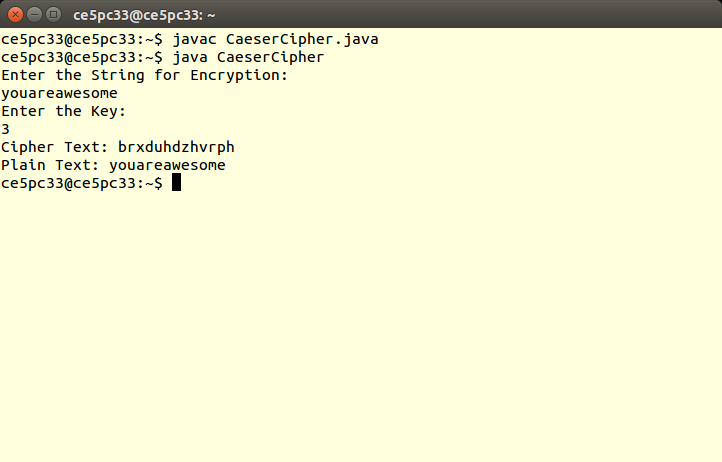 ce5pc33@ce5pc33: ~
ce5pc33@ce5pc33:~$ javac CaeserCipher.java
ce5pc33@ce5pc33:~$ java CaeserCipher
Enter the String for Encryption:
youareawesome
Enter the Key:
3
Cipher Text: brxduhdzhvrph
Plain Text: youareawesome
ce5pc33@ce5pc33:~$